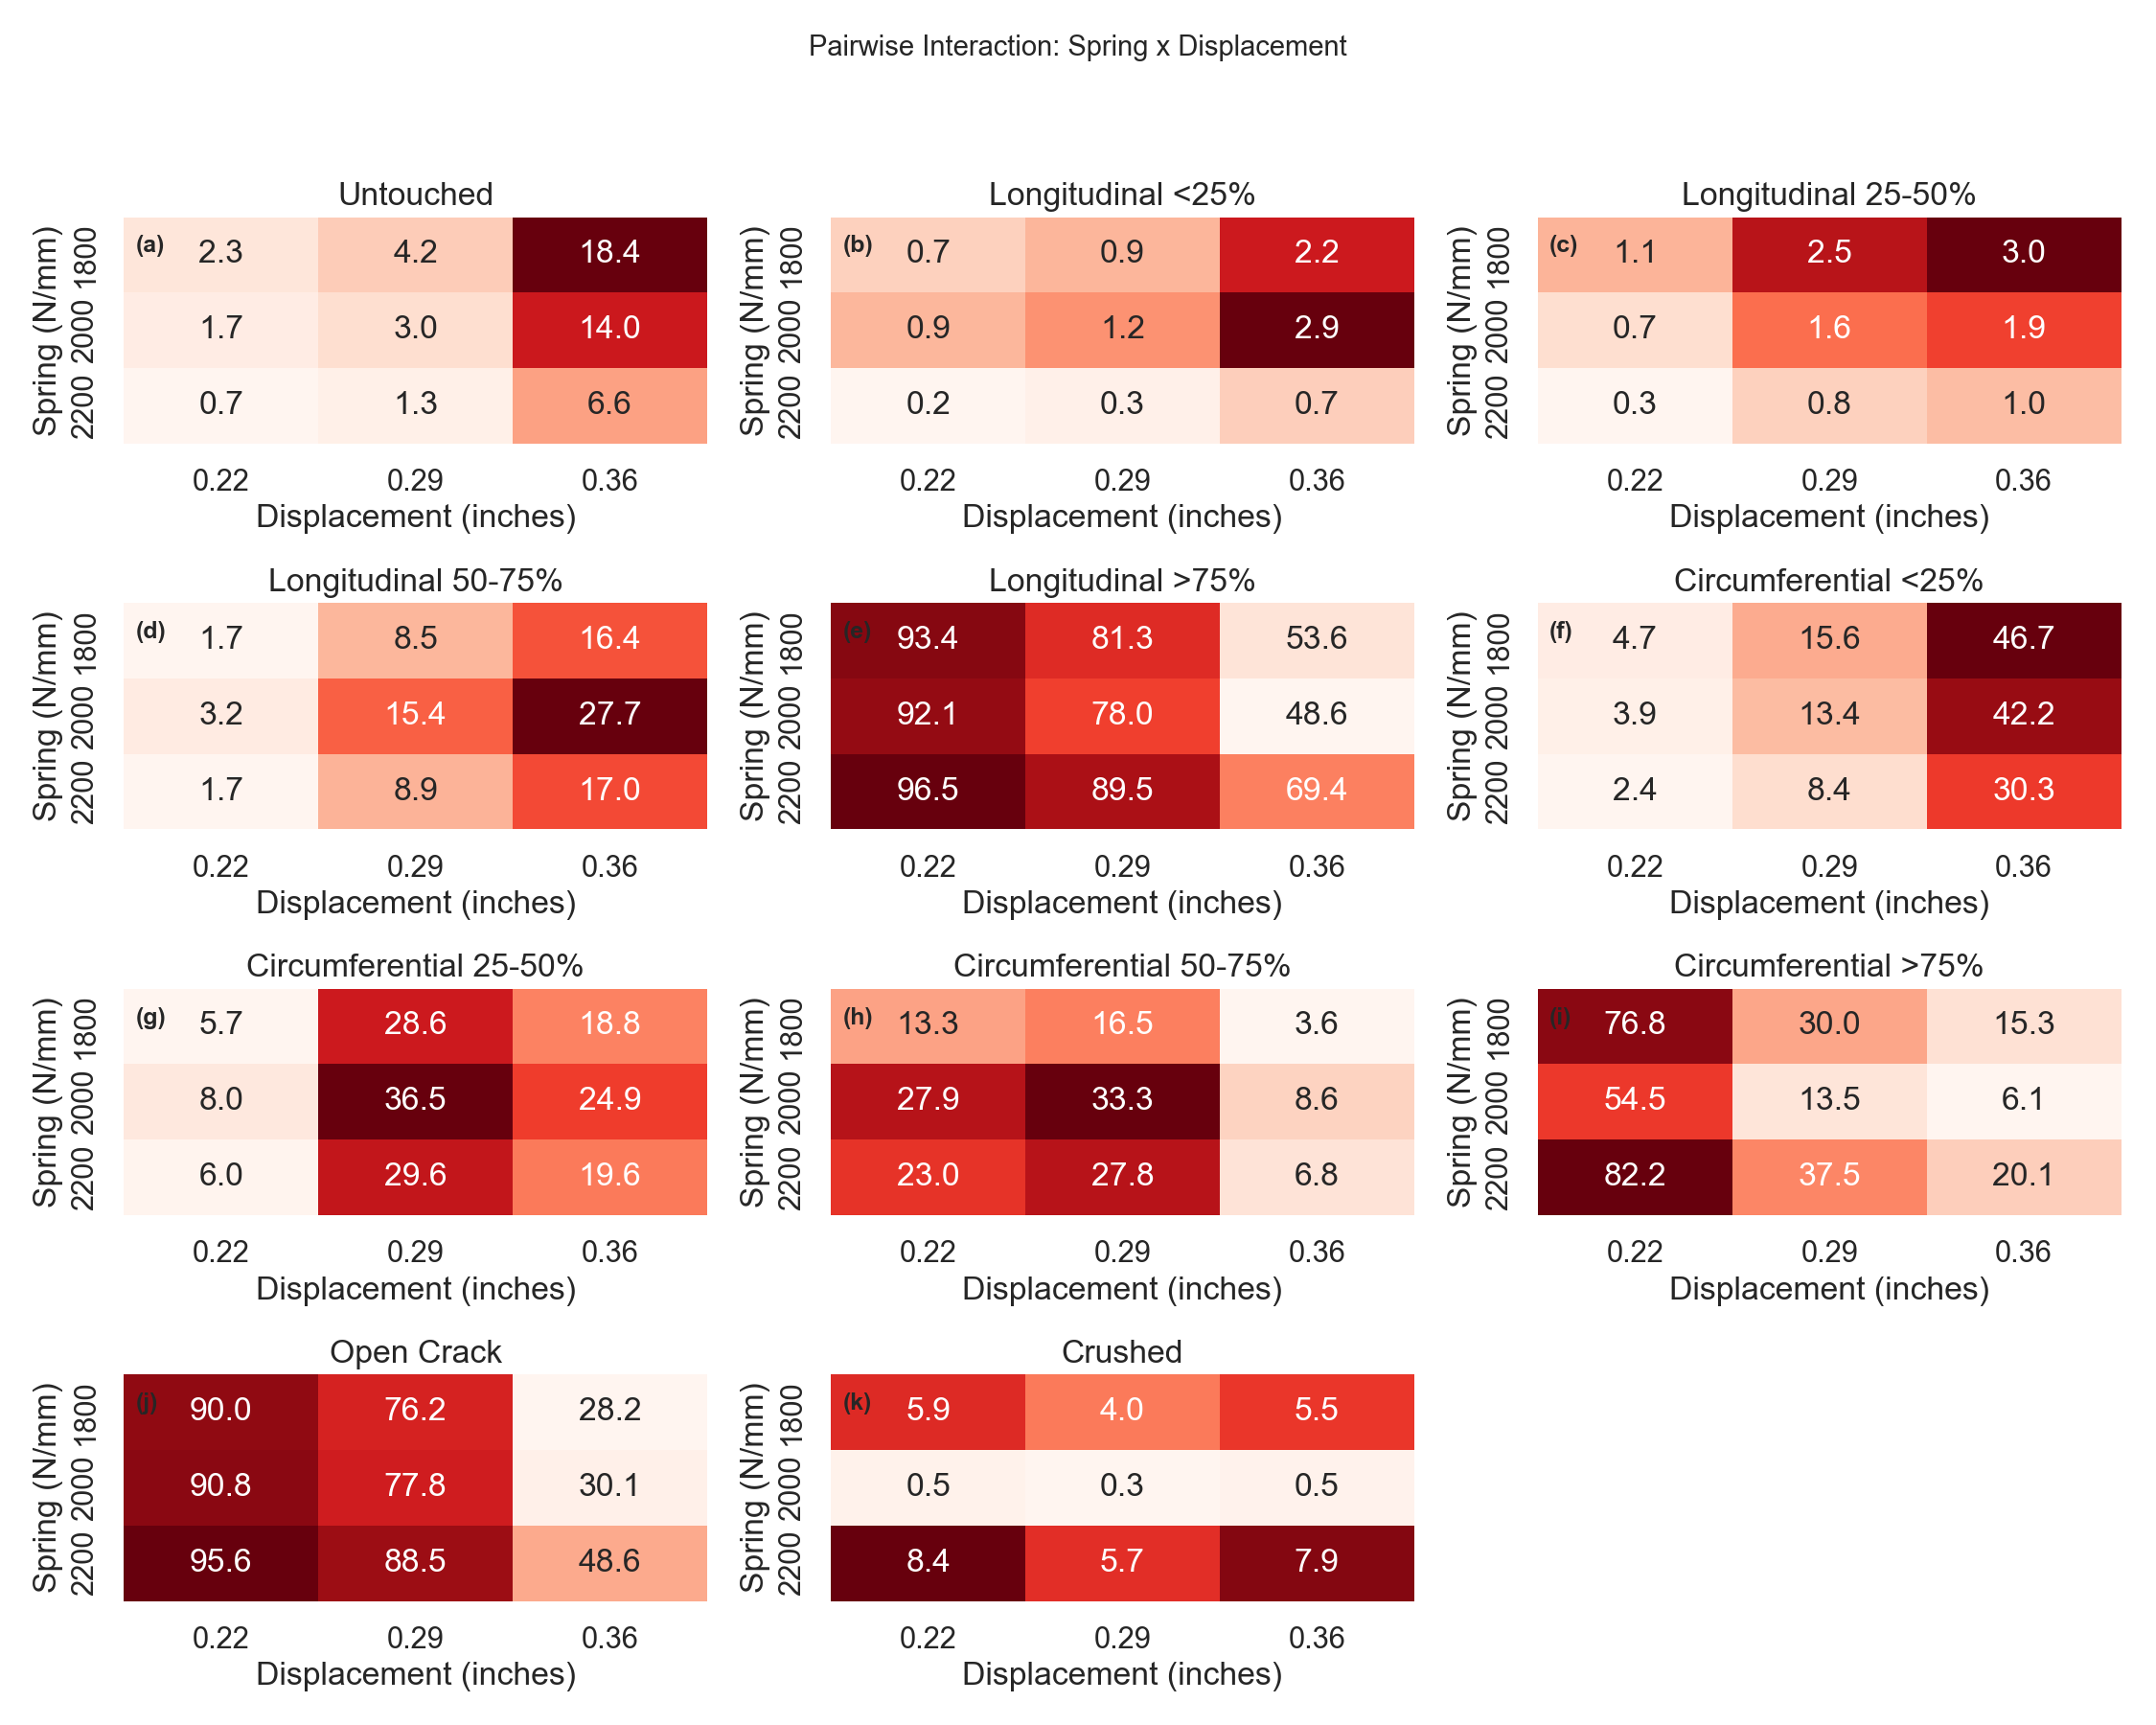 Pairwise Interaction: Spring x Displacement
Untouched
Spring (N/mm)
2200 2000 1800
(a) 2.3 4.2 18.4
1.7 3.0 14.0
0.7 1.3 6.6
0.22 0.29 0.36
Displacement (inches)
Longitudinal <25%
Spring (N/mm)
2200 2000 1800
(b) 0.7 0.9 2.2
0.9 1.2 2.9
0.2 0.3 0.7
0.22 0.29 0.36
Displacement (inches)
Longitudinal 25-50%
Spring (N/mm)
2200 2000 1800
(c) 1.1 2.5 3.0
0.7 1.6 1.9
0.3 0.8 1.0
0.22 0.29 0.36
Displacement (inches)
Longitudinal 50-75%
Spring (N/mm)
2200 2000 1800
(d) 1.7 8.5 16.4
3.2 15.4 27.7
1.7 8.9 17.0
0.22 0.29 0.36
Displacement (inches)
Longitudinal >75%
Spring (N/mm)
2200 2000 1800
(e) 93.4 81.3 53.6
92.1 78.0 48.6
96.5 89.5 69.4
0.22 0.29 0.36
Displacement (inches)
Circumferential <25%
Spring (N/mm)
2200 2000 1800
(f) 4.7 15.6 46.7
3.9 13.4 42.2
2.4 8.4 30.3
0.22 0.29 0.36
Displacement (inches)
Circumferential 25-50%
Spring (N/mm)
2200 2000 1800
(g) 5.7 28.6 18.8
8.0 36.5 24.9
6.0 29.6 19.6
0.22 0.29 0.36
Displacement (inches)
Circumferential 50-75%
Spring (N/mm)
2200 2000 1800
(h) 13.3 16.5 3.6
27.9 33.3 8.6
23.0 27.8 6.8
0.22 0.29 0.36
Displacement (inches)
Circumferential >75%
Spring (N/mm)
2200 2000 1800
(i) 76.8 30.0 15.3
54.5 13.5 6.1
82.2 37.5 20.1
0.22 0.29 0.36
Displacement (inches)
Open Crack
Spring (N/mm)
2200 2000 1800
(j) 90.0 76.2 28.2
90.8 77.8 30.1
95.6 88.5 48.6
0.22 0.29 0.36
Displacement (inches)
Crushed
Spring (N/mm)
2200 2000 1800
(k) 5.9 4.0 5.5
0.5 0.3 0.5
8.4 5.7 7.9
0.22 0.29 0.36
Displacement (inches)